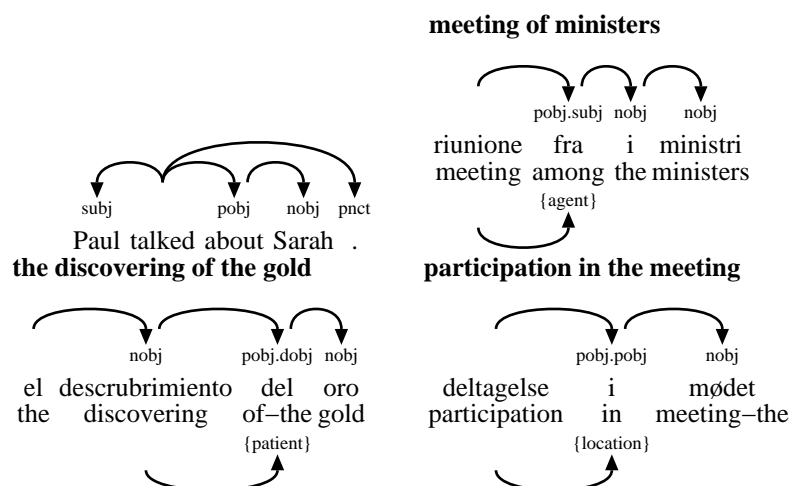 meeting of ministers
pobj.subj nobj nobj
riunione fra i ministri
meeting among the ministers
{agent}
subj pobj nobj pnct
Paul talked about Sarah .
the discovering of the gold
nobj pobj.dobj nobj
el descrubrimiento del oro
the discovering of−the gold
{patient}
participation in the meeting
pobj.pobj nobj
deltagelse i mødet
participation in meeting−the
{location}